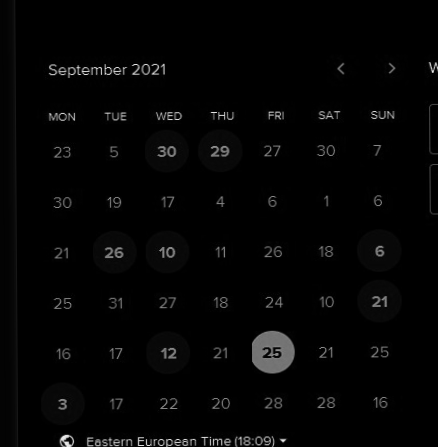 September 2021
W
MON TUE WED THU FRI SAT SUN
23 5 30 29 27 30 7
30 19 17 4 6 1 6
21 26 10 11 26 18 6
25 31 27 18 24 10 21
16 17 12 21 25 21 25
3 17 22 20 28 28 16
Eastern European Time (18:09)